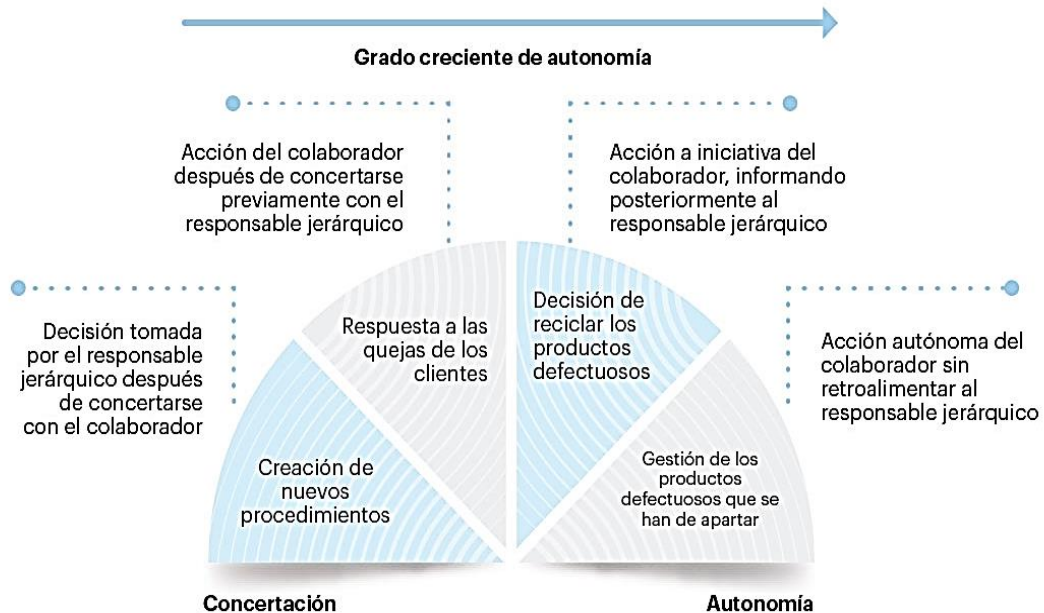 Grado creciente de autonomía
Acción del colaborador
después de concertarse
previamente con el
responsable jerárquico
Acción a iniciativa del
colaborador, informando
posteriormente al
responsable jerárquico
Decisión tomada
por el responsable
jerárquico después
de concertarse
con el colaborador
Respuesta a las
quejas de los
clientes
Decisión de
reciclar los
productos
defectuosos
Acción autónoma del
colaborador sin
retroalimentar al
responsable jerárquico
Creación de
nuevos
procedimientos
Gestión de los
productos
defectuosos que se
han de apartar
Concertación
Autonomía